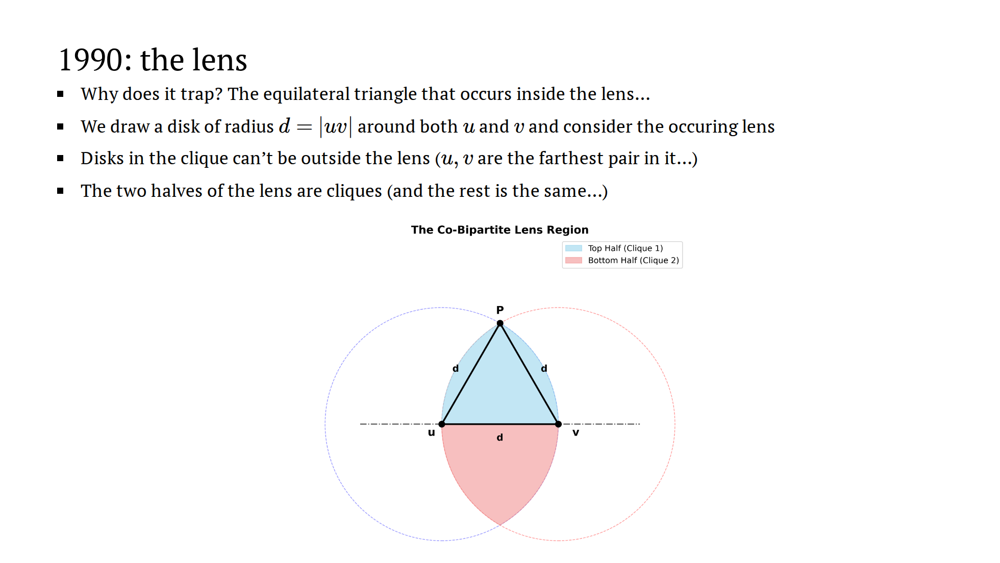 1990: the lens
▪ Why does it trap? The equilateral triangle that occurs inside the lens…
▪ We draw a disk of radius d = |uv| around both u and v and consider the occuring lens
▪ Disks in the clique can’t be outside the lens (u, v are the farthest pair in it…)
▪ The two halves of the lens are cliques (and the rest is the same…)
The Co-Bipartite Lens Region
Top Half (Clique 1)
Bottom Half (Clique 2)
P
d
d
u
v
d